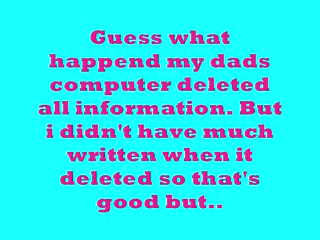 Guess what
happend my dads
computer deleted
all information. But
i didn't have much
written when it
deleted so that's
good but..